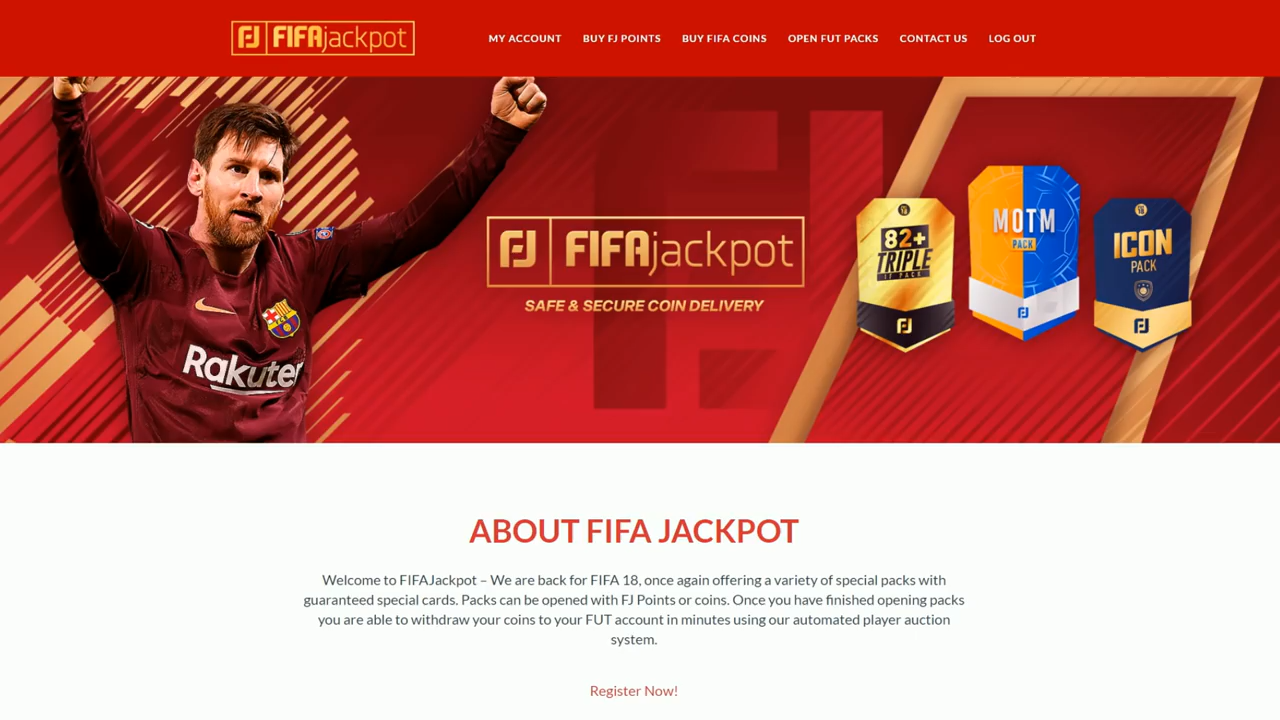 FJ FIFAjackpot
MY ACCOUNT BUY FJ POINTS BUY FIFA COINS OPEN FUT PACKS CONTACT US LOG OUT
FJ FIFAjackpot
SAFE & SECURE COIN DELIVERY
82+
TRIPLE
IF PACK
FJ
MOTM
PACK
FJ
ICON
PACK
FJ
Rakuten
ABOUT FIFA JACKPOT
Welcome to FIFAJackpot – We are back for FIFA 18, once again offering a variety of special packs with
guaranteed special cards. Packs can be opened with FJ Points or coins. Once you have finished opening packs
you are able to withdraw your coins to your FUT account in minutes using our automated player auction
system.
Register Now!